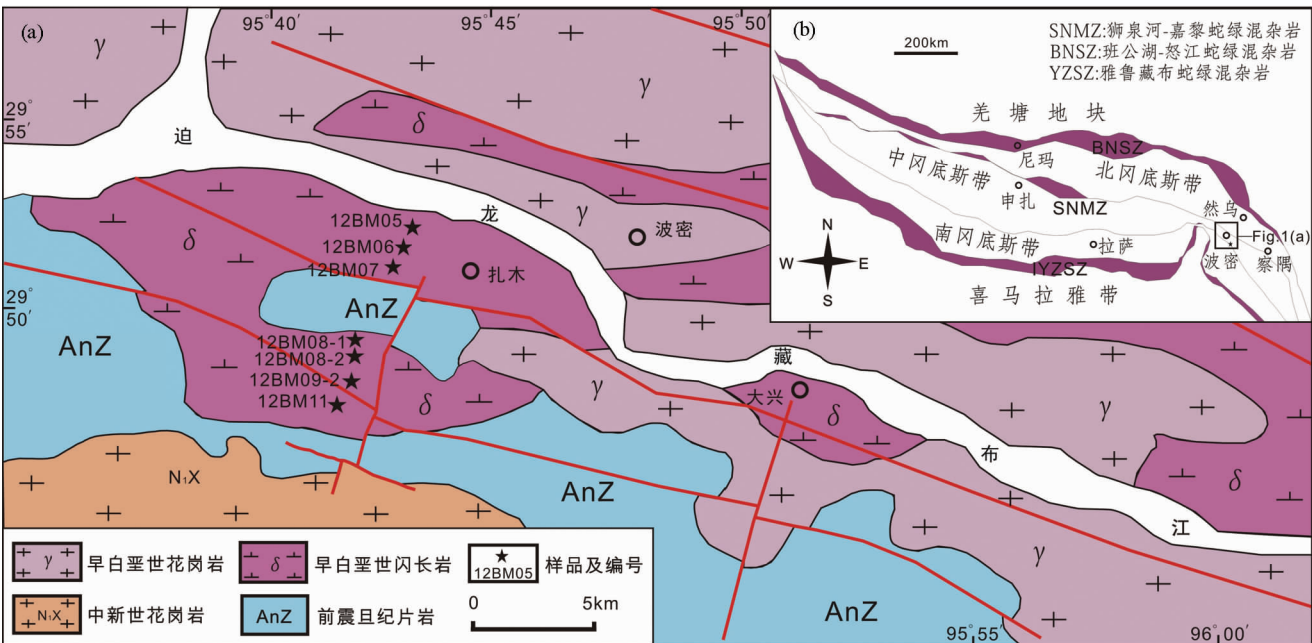 (a)
95°40′
95°45′
95°50′
29°55′
29°50′
95°55′
96°00′
γ
γ
δ
迫
龙
藏
布
江
γ
波密
δ
12BM05
12BM06
12BM07
扎木
AnZ
AnZ
12BM08-1
12BM08-2
12BM09-2
12BM11
δ
γ
大兴
δ
γ
δ
N₁X
AnZ
γ
AnZ
(b)
200km
SNMZ:狮泉河-嘉黎蛇绿混杂岩
BNSZ:班公湖-怒江蛇绿混杂岩
YZSZ:雅鲁藏布蛇绿混杂岩
羌塘地块
BNSZ
尼玛
中冈底斯带
北冈底斯带
申扎
SNMZ
然乌
Fig.1(a)
南冈底斯带
拉萨
波密
察隅
IYZSZ
喜马拉雅带
N
W
E
S
γ 早白垩世花岗岩
δ 早白垩世闪长岩
12BM05 样品及编号
N₁X 中新世花岗岩
AnZ 前震旦纪片岩
0 5km